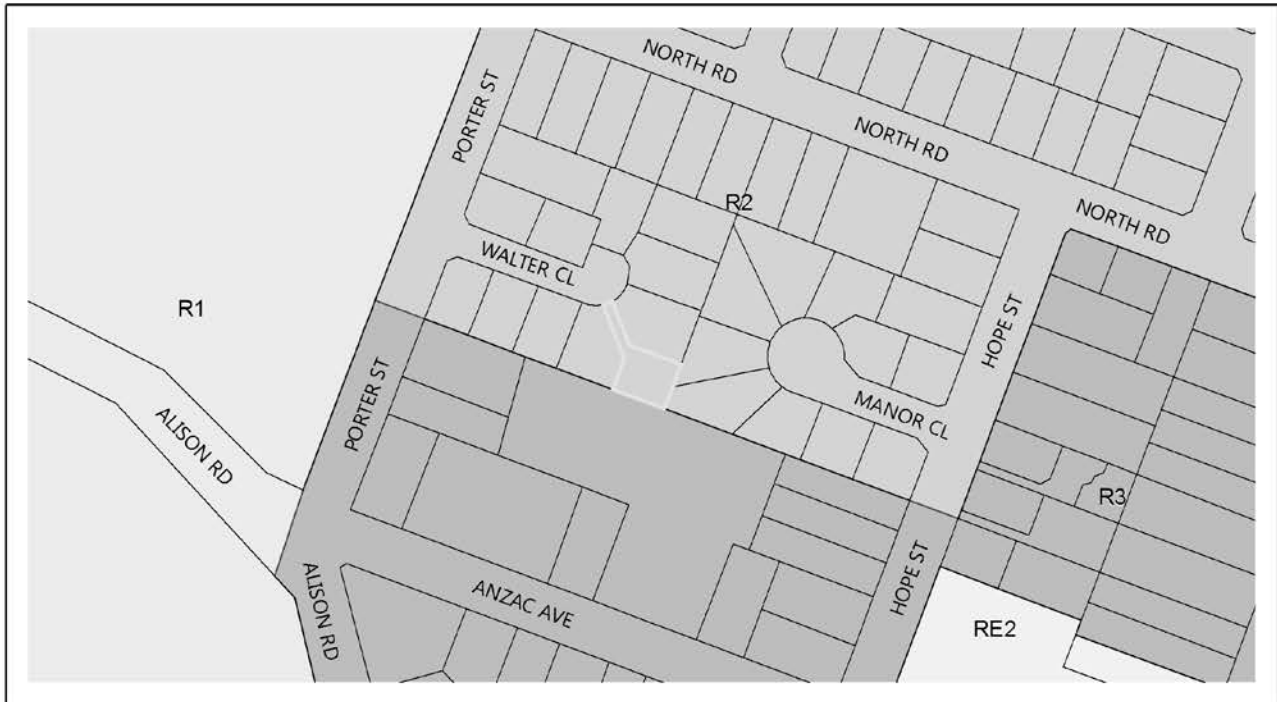 NORTH RD
PORTER ST
NORTH RD
R2
NORTH RD
WALTER CL
R1
HOPE ST
PORTER ST
MANOR CL
ALISON RD
R3
HOPE ST
ALISON RD
ANZAC AVE
RE2